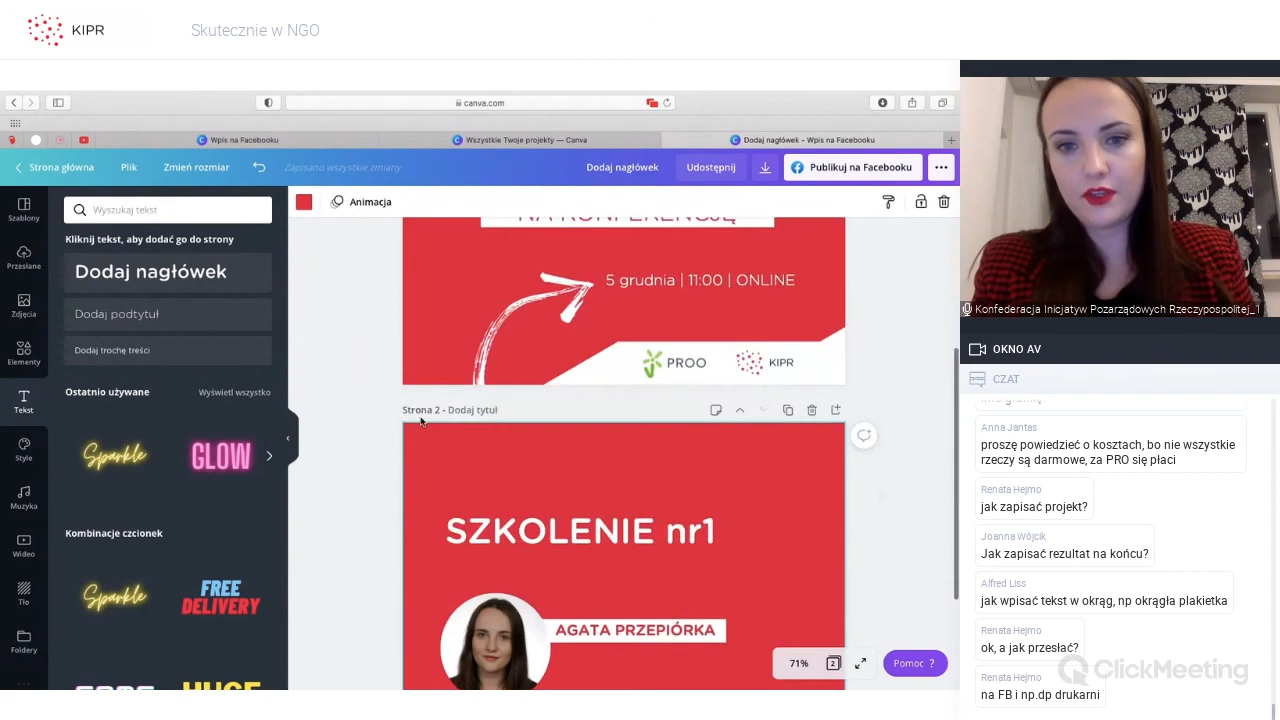 KIPR
Skutecznie w NGO
canva.com
Wpis na Facebooku
Wszystkie Twoje projekty — Canva
Dodaj nagłówek - Wpis na Facebooku
Strona główna
Plik
Zmień rozmiar
Zapisano wszystkie zmiany
Dodaj nagłówek
Udostępnij
Publikuj na Facebooku
Szablony
Przesłane
Zdjęcia
Elementy
Tekst
Style
Muzyka
Wideo
Tło
Foldery
Wyszukaj tekst
Kliknij tekst, aby dodać go do strony
Dodaj nagłówek
Dodaj podtytuł
Dodaj trochę treści
Ostatnio używane
Wyświetl wszystko
Sparkle
GLOW
Kombinacje czcionek
Sparkle
FREE
DELIVERY
Animacja
NA KONFERENCJĘ
5 grudnia | 11:00 | ONLINE
PROO
KIPR
Strona 2 - Dodaj tytuł
SZKOLENIE nr1
AGATA PRZEPIÓRKA
71%
2
Pomoc ?
Konfederacja Inicjatyw Pozarządowych Rzeczypospolitej_1
OKNO AV
CZAT
Anna Jantas
proszę powiedzieć o kosztach, bo nie wszystkie
rzeczy są darmowe, za PRO się płaci
Renata Hejmo
jak zapisać projekt?
Joanna Wójcik
Jak zapisać rezultat na końcu?
Alfred Liss
jak wpisać tekst w okrąg, np okrągła plakietka
Renata Hejmo
ok, a jak przesłać?
Renata Hejmo
na FB i np.dp drukarni
ClickMeeting